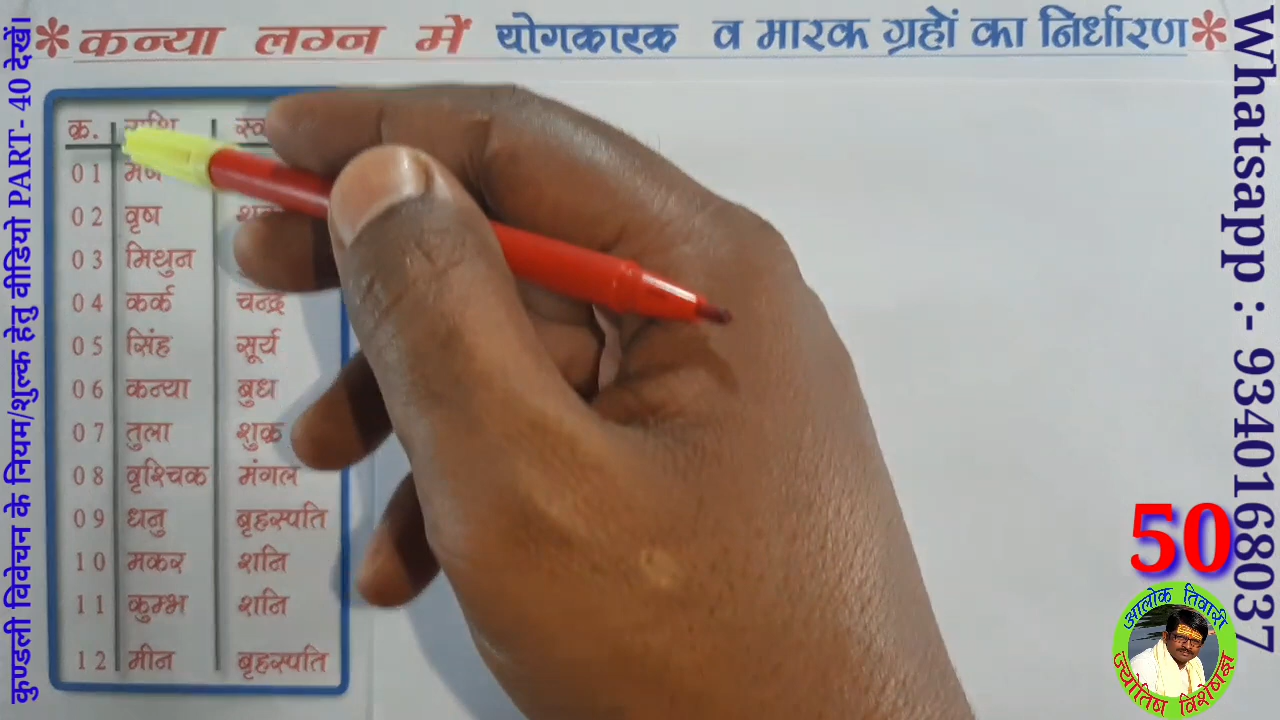 *कन्या लग्न में योगकारक व मारक ग्रहों का निर्धारण*
कुण्डली विवेचन के नियम/शुल्क हेतु वीडियो PART- 40 देखें।
क्र. राशि
01
02 वृष
03 मिथुन
04 कर्क चन्द्र
05 सिंह सूर्य
06 कन्या बुध
07 तुला शुक्र
08 वृश्चिक मंगल
09 धनु बृहस्पति
10 मकर शनि
11 कुम्भ शनि
12 मीन बृहस्पति
Whatsapp :- 9340168037
50
आलोक तिवारी
ज्योतिष विशेषज्ञ